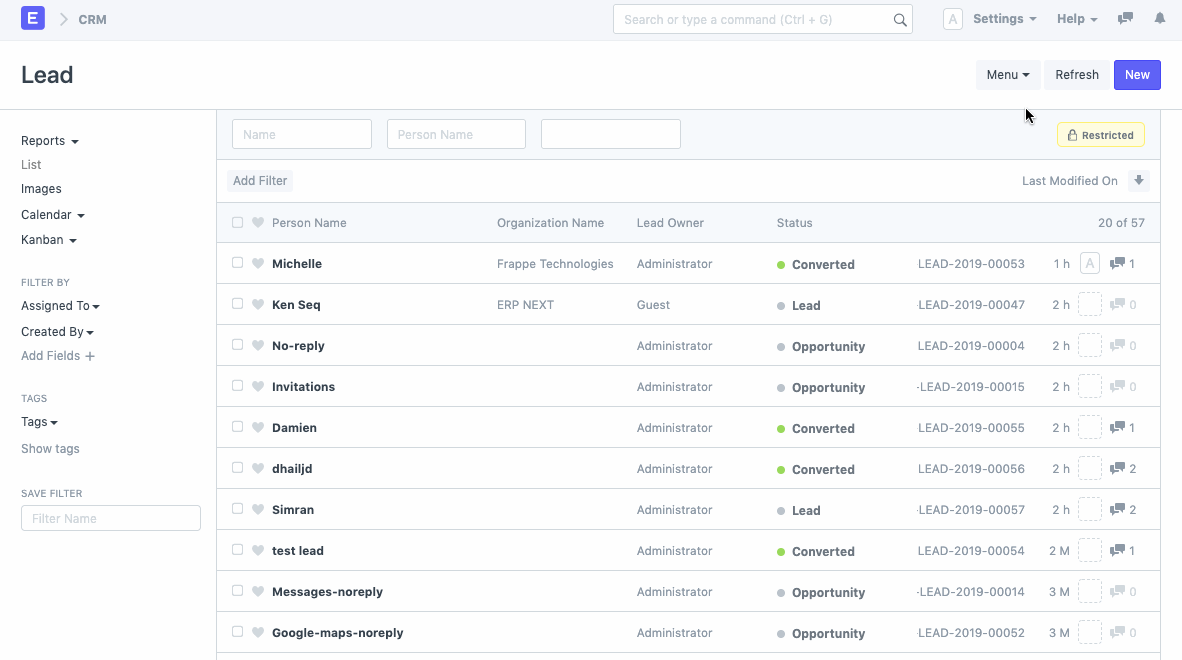 E CRM Search or type a command (Ctrl + G) A Settings Help
Lead Menu Refresh New
Reports
List
Images
Calendar
Kanban
FILTER BY
Assigned To
Created By
Add Fields +
TAGS
Tags
Show tags
SAVE FILTER
Filter Name
Name Person Name Restricted
Add Filter Last Modified On
Person Name Organization Name Lead Owner Status 20 of 57
Michelle Frappe Technologies Administrator Converted LEAD-2019-00053 1 h A 1
Ken Seq ERP NEXT Guest Lead -LEAD-2019-00047 2 h 0
No-reply Administrator Opportunity LEAD-2019-00004 2 h 0
Invitations Administrator Opportunity -LEAD-2019-00015 2 h 0
Damien Administrator Converted LEAD-2019-00055 2 h 1
dhailjd Administrator Converted LEAD-2019-00056 2 h 2
Simran Administrator Lead -LEAD-2019-00057 2 h 2
test lead Administrator Converted LEAD-2019-00054 2 M 1
Messages-noreply Administrator Opportunity -LEAD-2019-00014 3 M 0
Google-maps-noreply Administrator Opportunity -LEAD-2019-00052 3 M 0